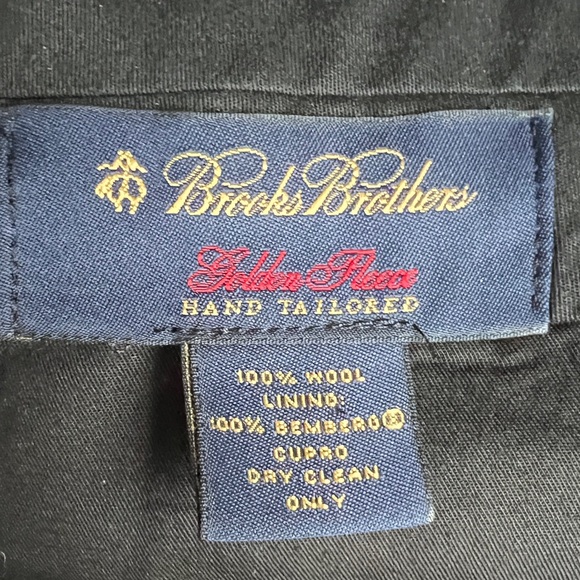 Brooks Brothers
Golden Fleece
HAND TAILORED
100% WOOL
LINING:
100% BEMBERG®
CUPRO
DRY CLEAN
ONLY